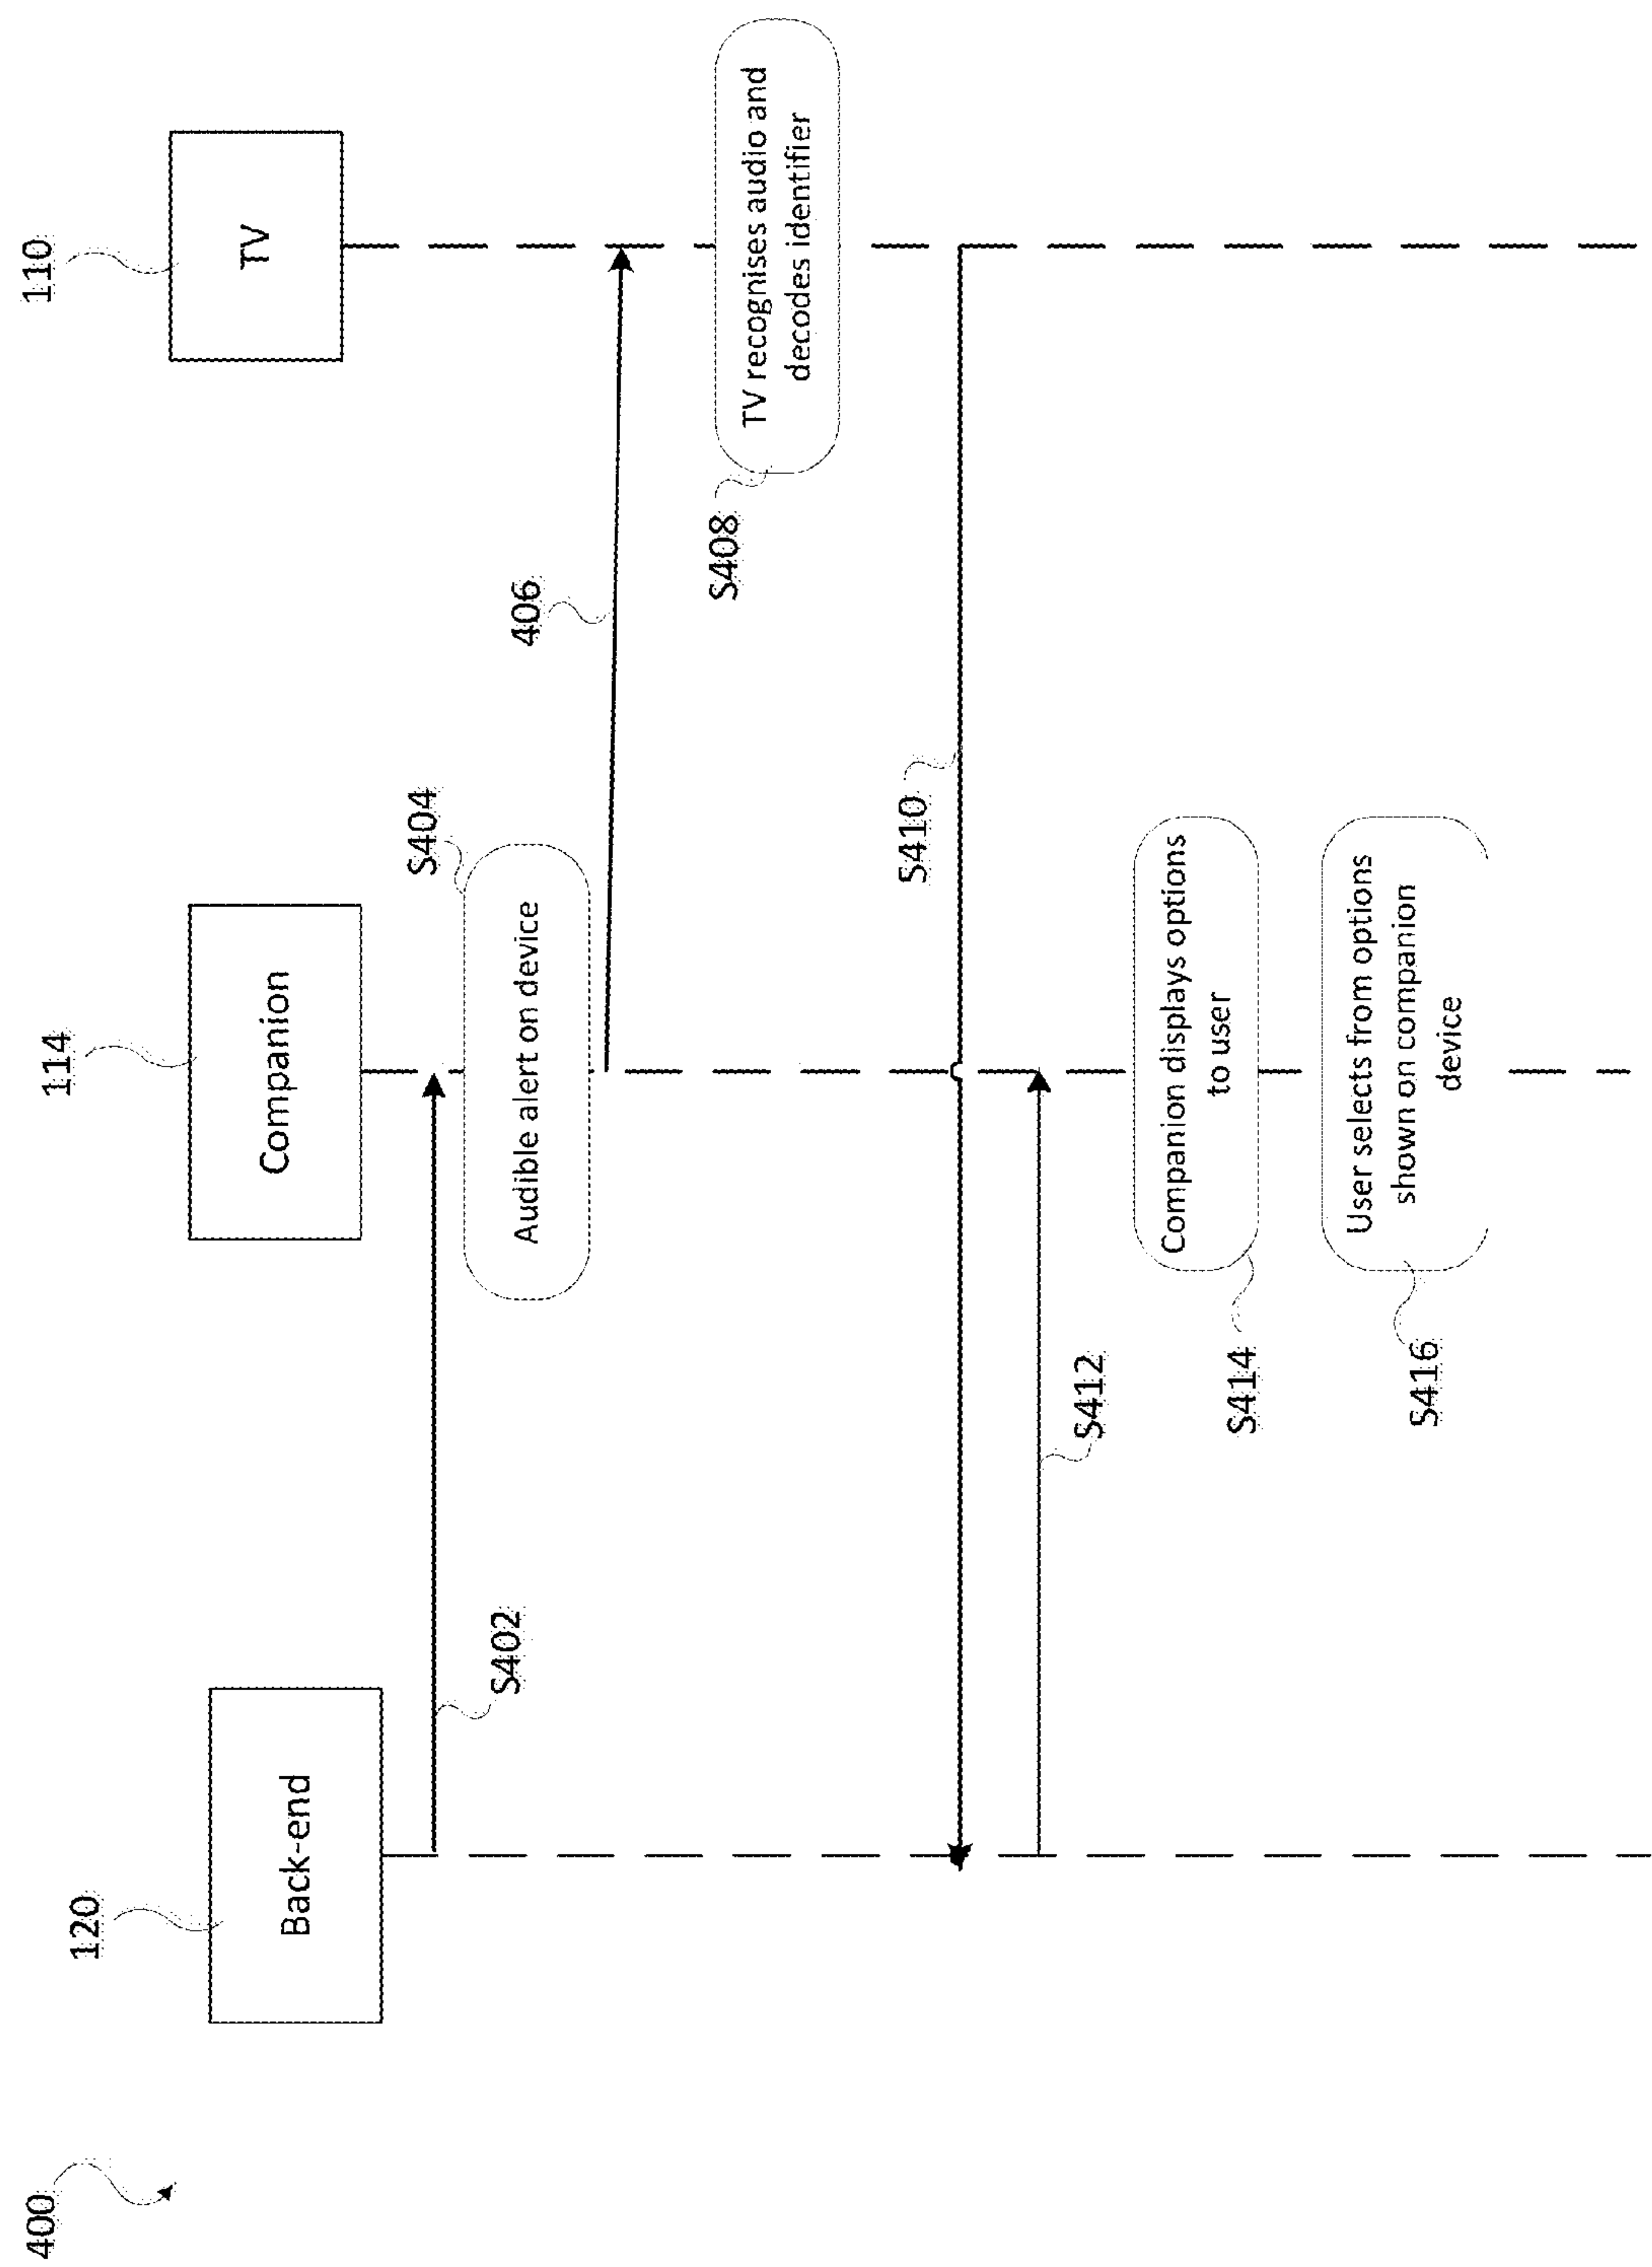 400
120
Back-end
114
Companion
110
TV
S402
S404
Audible alert on device
406
S408
TV recognises audio and
decodes identifier
S410
S412
S414
Companion displays options
to user
S416
User selects from options
shown on companion
device